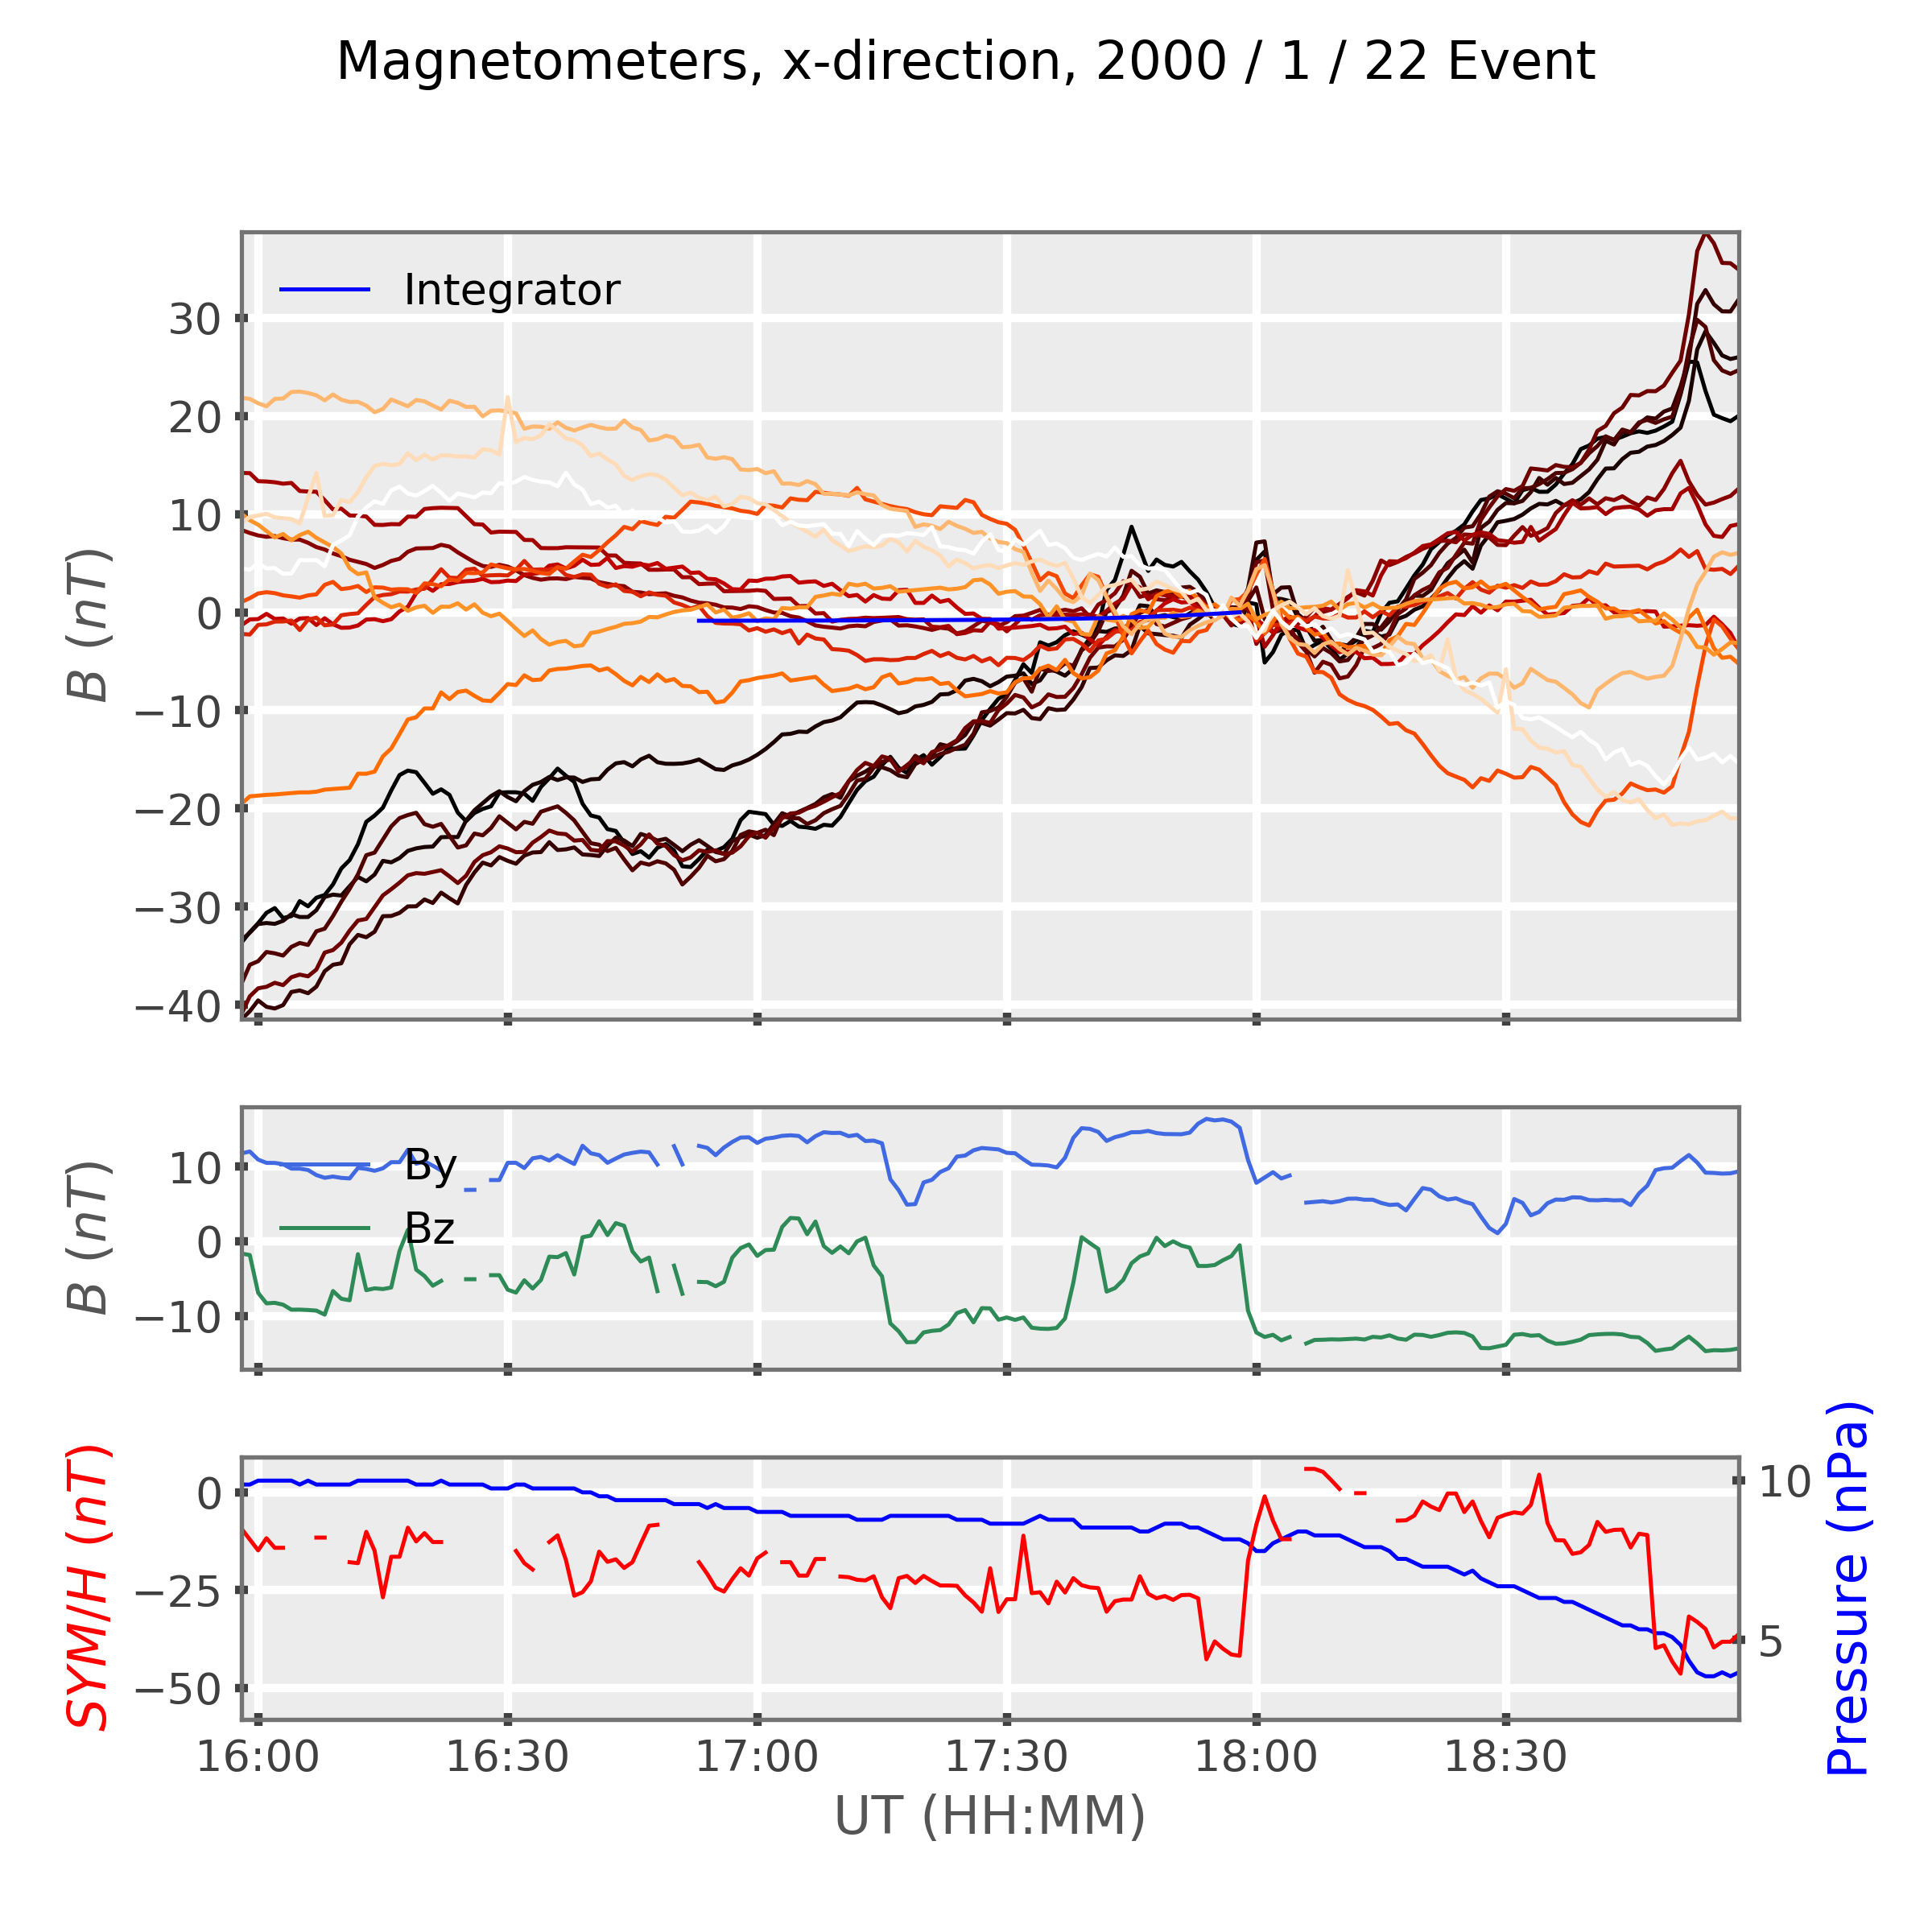 Magnetometers, x-direction, 2000 / 1 / 22 Event
Integrator
B (nT)
30
20
10
0
−10
−20
−30
−40
By
Bz
B (nT)
10
0
−10
SYM/H (nT)
0
−25
−50
10
5
Pressure (nPa)
16:00 16:30 17:00 17:30 18:00 18:30
UT (HH:MM)